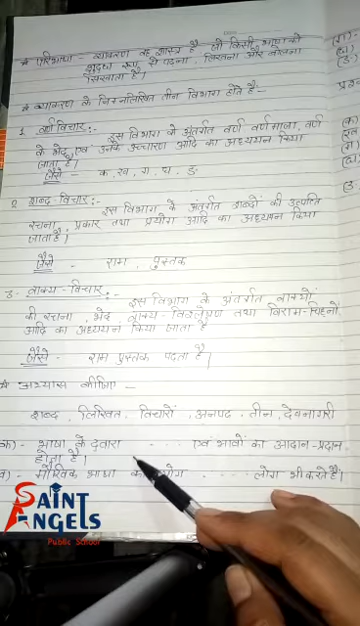 * परिभाषा - व्याकरण वह शास्त्र है जो किसी भाषा को
शुद्ध रूप से पढ़ना, लिखना और बोलना
सिखाता है।
* व्याकरण के निम्नलिखित तीन विभाग होते है:-
1. वर्ण विचार:-
इस विभाग के अंतर्गत वर्ण वर्णमाला, वर्ण
के भेद एवं उनके उच्चारण आदि का अध्ययन किया
जाता है।
जैसे - क, ख, ग, घ, ङ
2. शब्द-विचार:-
इस विभाग के अंतर्गत शब्दों की उत्पत्ति
रचना, प्रकार तथा प्रयोग आदि का अध्ययन किया
जाता है।
जैसे - राम, पुस्तक
3. वाक्य-विचार:-
इस विभाग के अंतर्गत वाक्यों
की रचना, भेद, वाक्य-विश्लेषण तथा विराम-चिह्नों
आदि का अध्ययन किया जाता है
जैसे - राम पुस्तक पढ़ता है।
* अभ्यास कीजिए -
शब्द, लिखित, विचारों, अनपढ़, तीन, देवनागरी
क)- भाषा के द्वारा .... एवं भावों का आदान-प्रदान
होता है।
ख)- मौखिक भाषा का प्रयोग .... लोग भी करते हैं।
SAINT
ANGELS
Public School
(ग)-
(घ)
(ङ)-
प्रश्न
(क)
(ख)
(ग)
(घ)
(ङ)